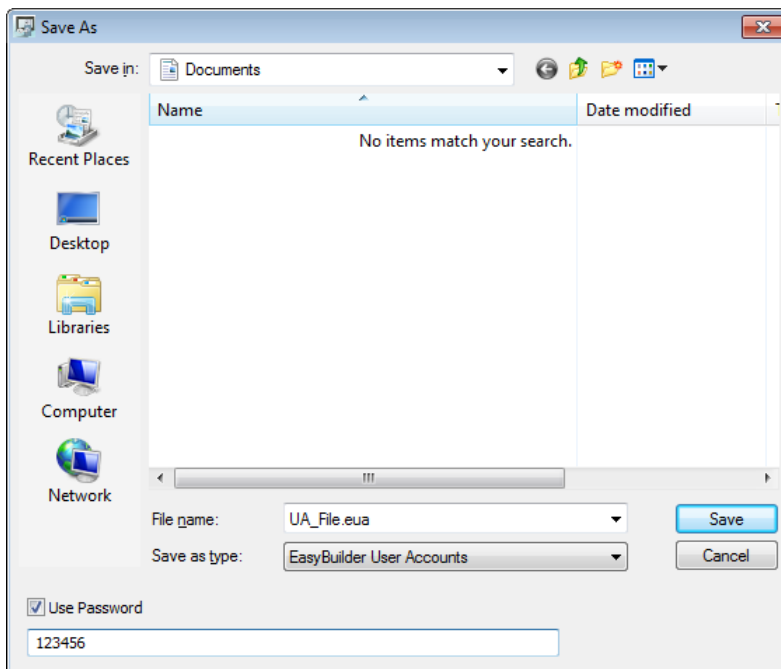 Save As
Save in: Documents
Name Date modified
No items match your search.
Recent Places
Desktop
Libraries
Computer
Network
File name: UA_File.eua Save
Save as type: EasyBuilder User Accounts Cancel
Use Password
123456